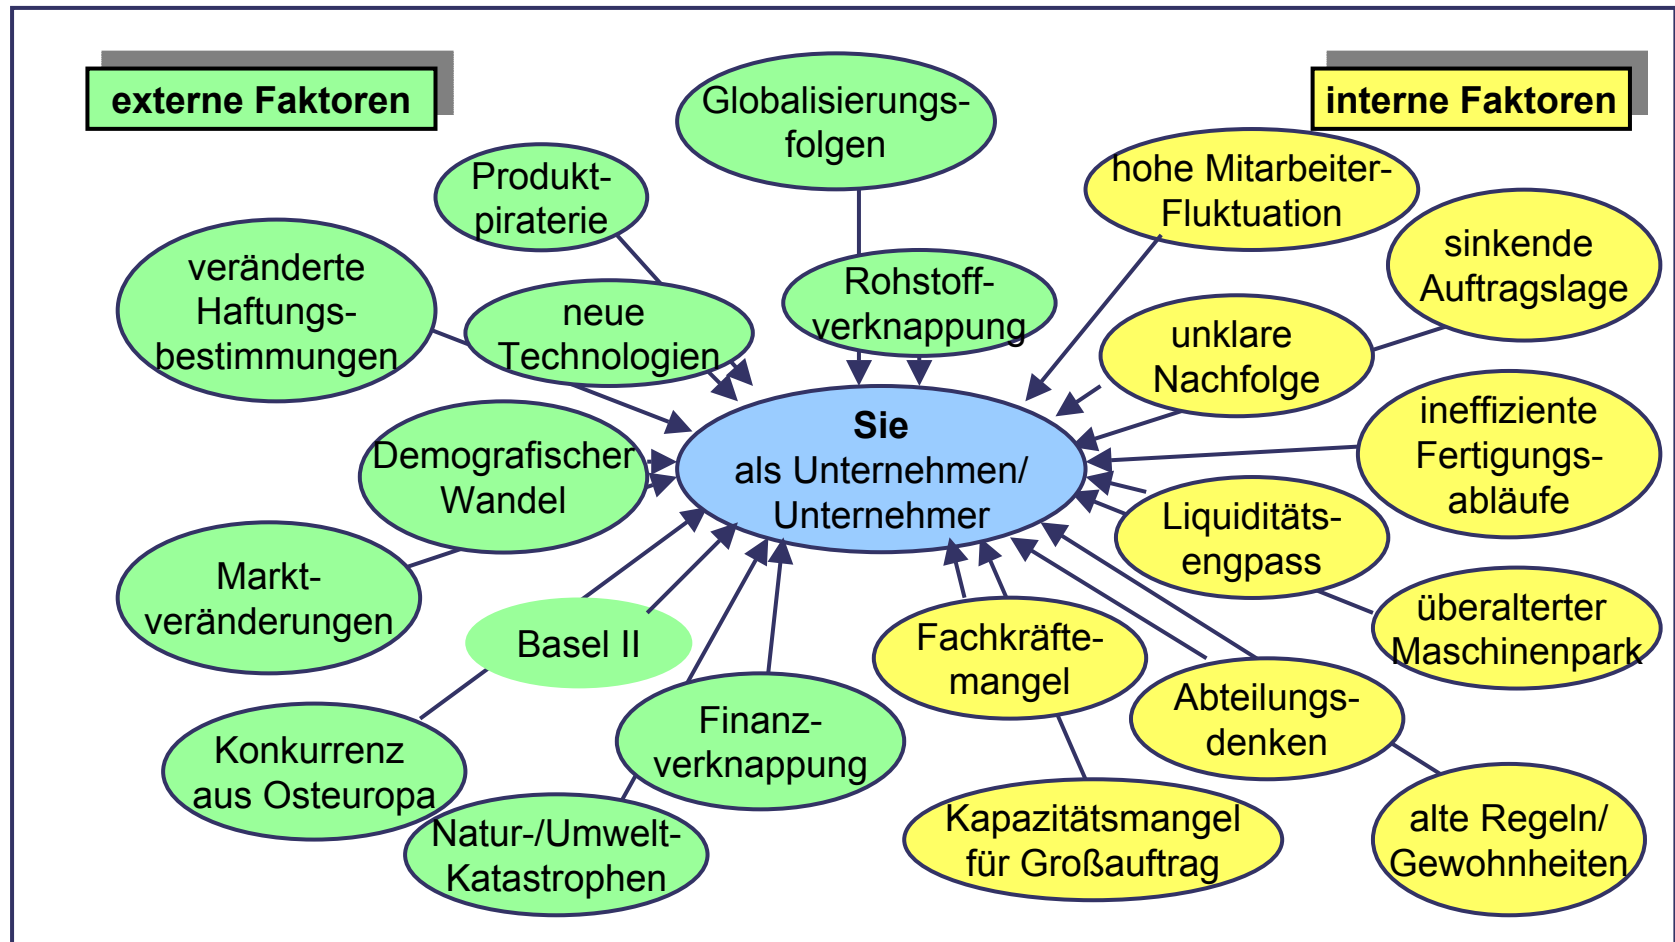 externe Faktoren
interne Faktoren
Globalisierungs-
folgen
Produkt-
piraterie
hohe Mitarbeiter-
Fluktuation
veränderte
Haftungs-
bestimmungen
neue
Technologien
Rohstoff-
verknappung
sinkende
Auftragslage
unklare
Nachfolge
Sie
als Unternehmen/
Unternehmer
Demografischer
Wandel
ineffiziente
Fertigungs-
abläufe
Liquiditäts-
engpass
Markt-
veränderungen
Basel II
Fachkräfte-
mangel
überalterter
Maschinenpark
Konkurrenz
aus Osteuropa
Finanz-
verknappung
Abteilungs-
denken
Natur-/Umwelt-
Katastrophen
Kapazitätsmangel
für Großauftrag
alte Regeln/
Gewohnheiten